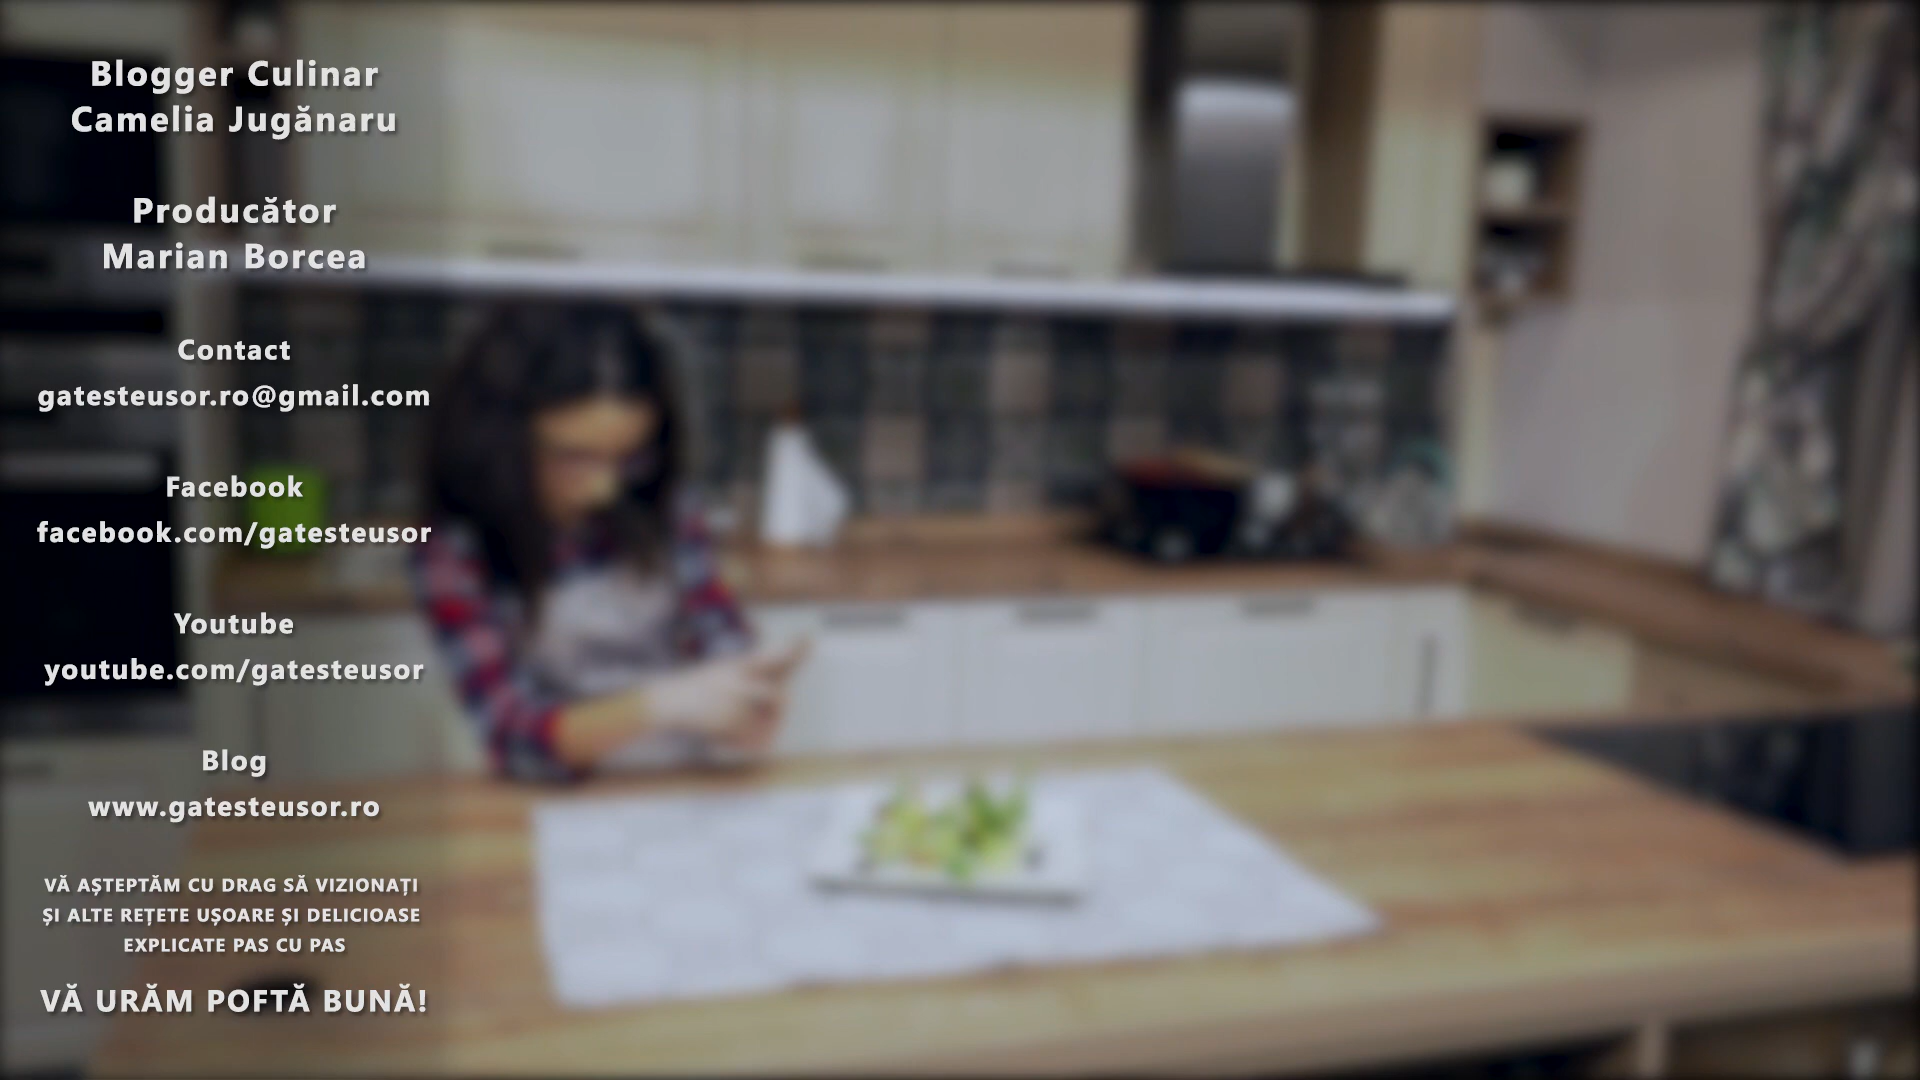 Blogger Culinar
Camelia Jugănaru
Producător
Marian Borcea
Contact
gatesteusor.ro@gmail.com
Facebook
facebook.com/gatesteusor
Youtube
youtube.com/gatesteusor
Blog
www.gatesteusor.ro
VĂ AȘTEPTĂM CU DRAG SĂ VIZIONAȚI
ȘI ALTE REȚETE UȘOARE ȘI DELICIOASE
EXPLICATE PAS CU PAS
VĂ URĂM POFTĂ BUNĂ!